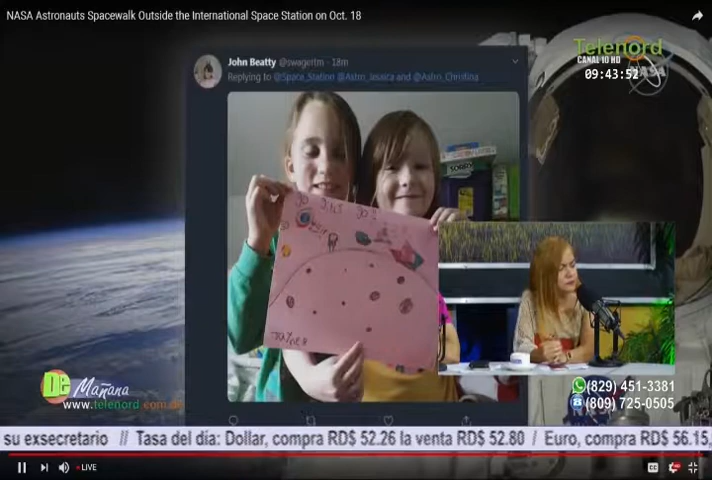 NASA Astronauts Spacewalk Outside the International Space Station on Oct. 18
Telenord
CANAL 10 HD
NASA
09:43:52
John Beatty @swagertm · 18m
Replying to @Space_Station @Astro_Jessica and @Astro_Christina
De Mañana
www.telenord.com.do
(829) 451-3381
(809) 725-0505
su exsecretario // Tasa del día: Dollar, compra RD$ 52.26 la venta RD$ 52.80 / Euro, compra RD$ 56.15,
LIVE
CC